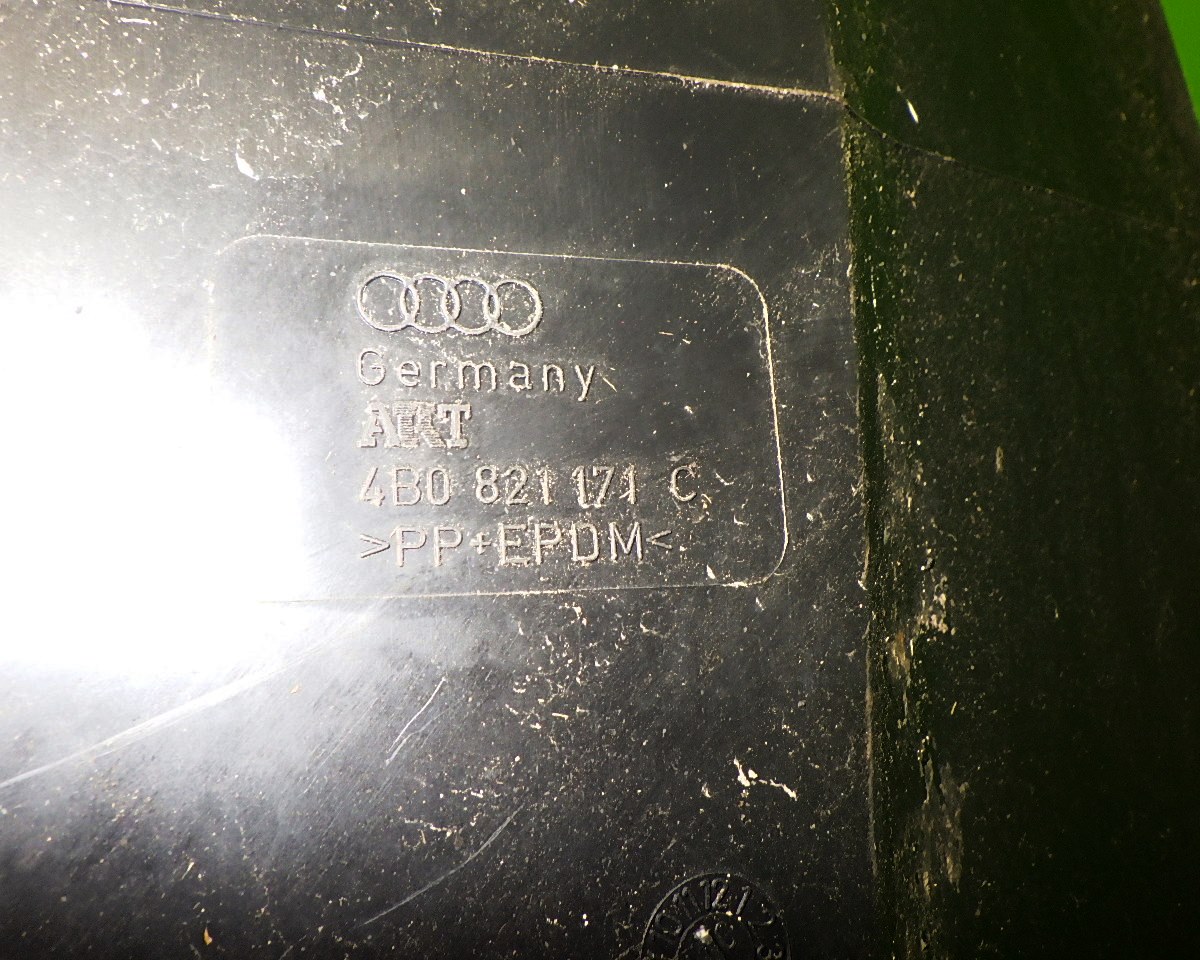 Germany
ART
4B0 821 171 C
>PP+EPDM<